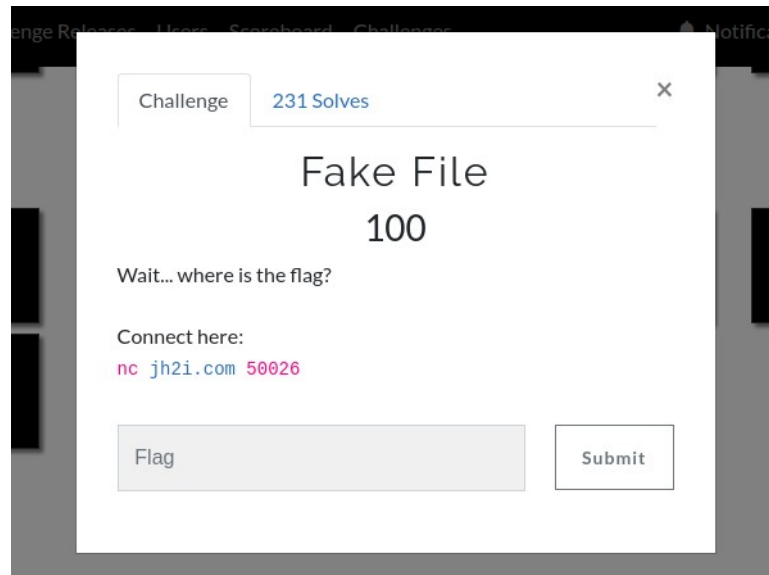 Users Scoreboard Challenges
Challenge 231 Solves ×
Fake File
100
Wait... where is the flag?
Connect here:
nc jh2i.com 50026
Flag Submit